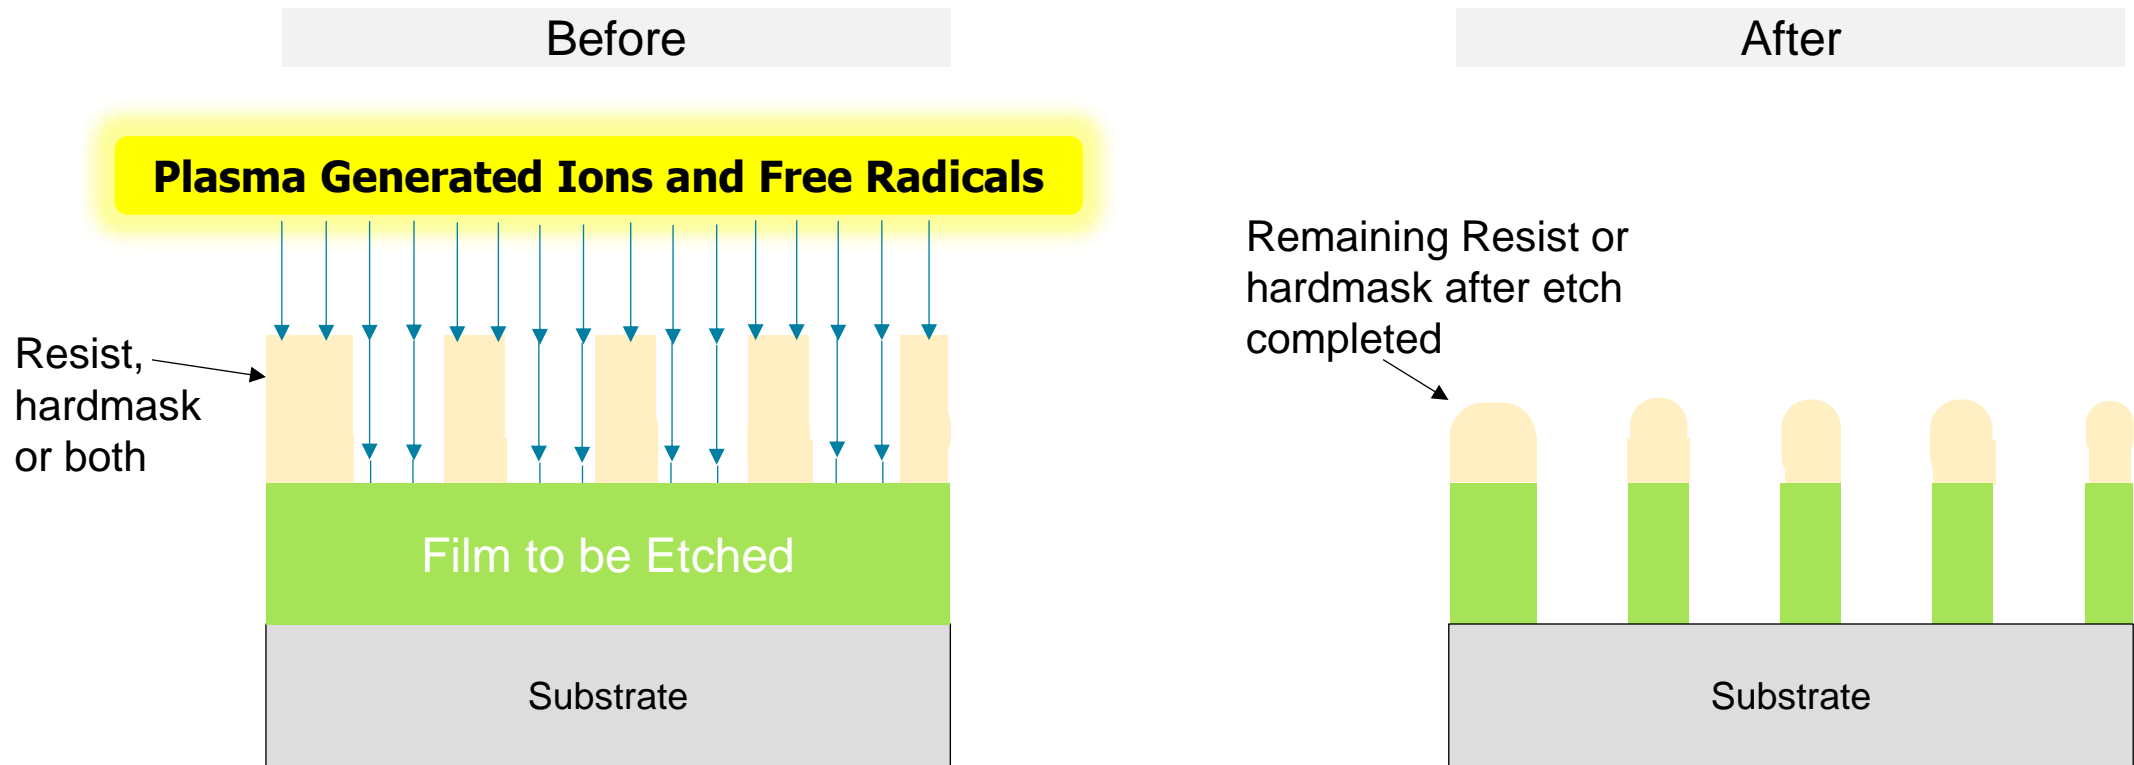 Before
Plasma Generated Ions and Free Radicals
Resist,
hardmask
or both
Film to be Etched
Substrate
After
Remaining Resist or
hardmask after etch
completed
Substrate